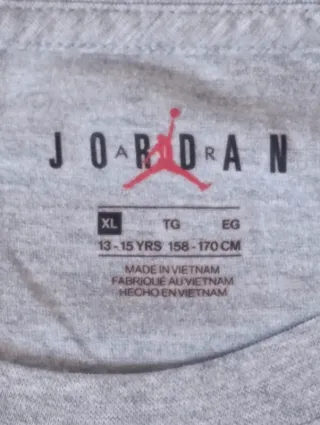 JORDAN
AIR
XL TG EG
13-15 YRS 158-170 CM
MADE IN VIETNAM
FABRIQUÉ AU VIETNAM
HECHO EN VIETNAM